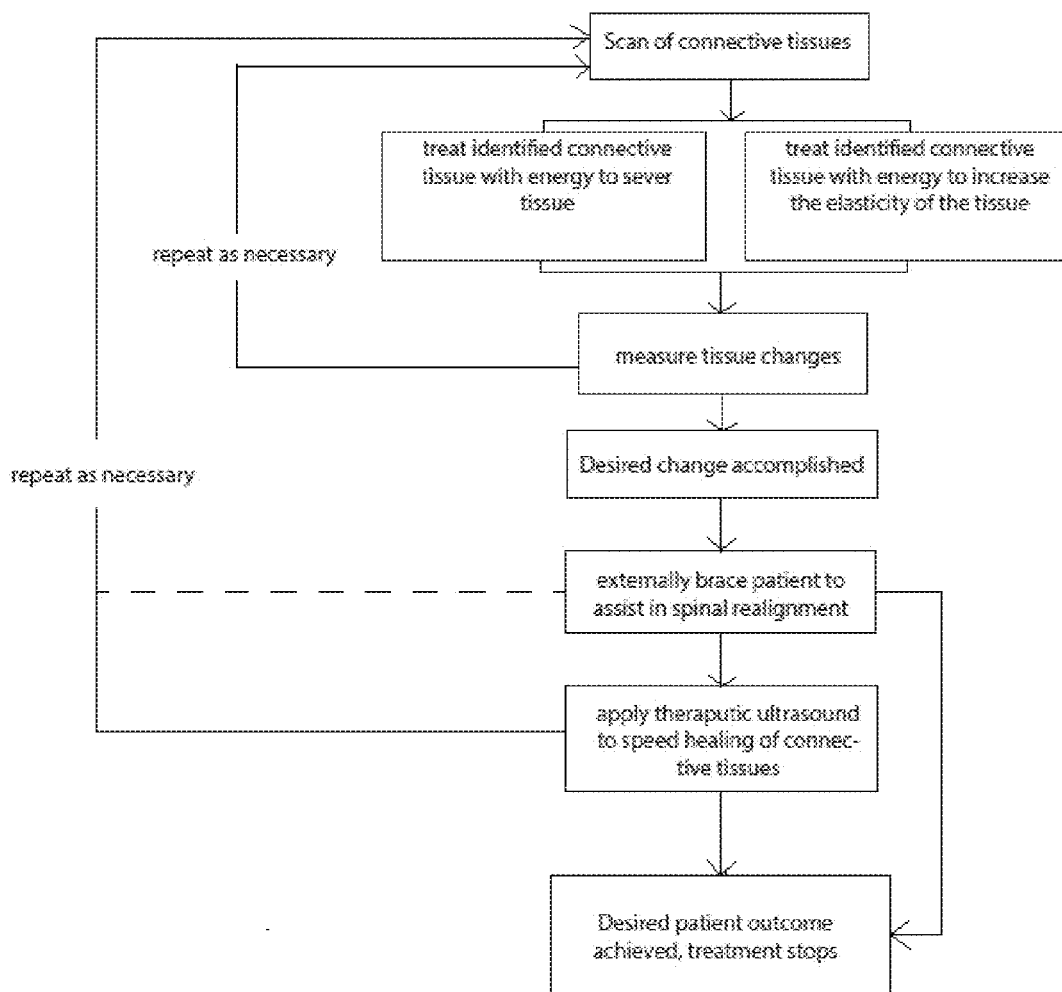 Scan of connective tissues
treat identified connective
tissue with energy to sever
tissue
treat identified connective
tissue with energy to increase
the elasticity of the tissue
repeat as necessary
measure tissue changes
Desired change accomplished
repeat as necessary
externally brace patient to
assist in spinal realignment
apply theraputic ultrasound
to speed healing of connec-
tive tissues
Desired patient outcome
achieved, treatment stops